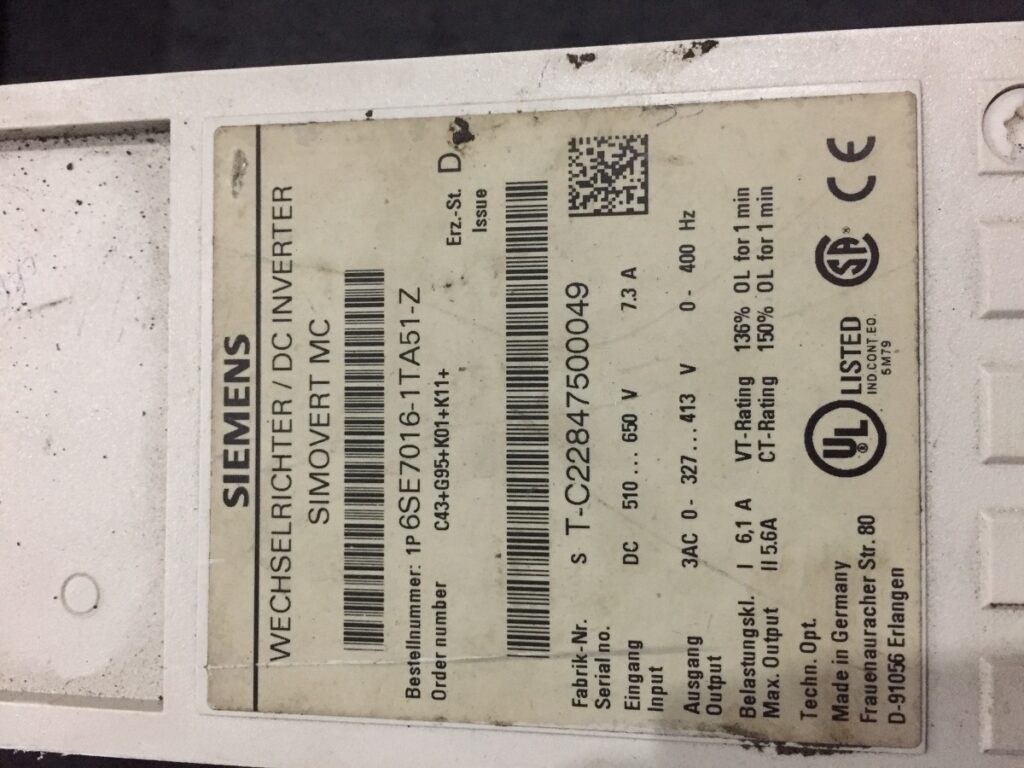 SIEMENS
WECHSELRICHTER / DC INVERTER
SIMOVERT MC
Bestellnummer: 1P 6SE7016-1TA51-Z
Order number C43+G95+K01+K11+
Erz.-St. D
Issue
Fabrik-Nr. S T-C22847500049
Serial no.
Eingang DC 510 ... 650 V 7.3 A
Input
Ausgang 3AC 0 - 327 ... 413 V 0 - 400 Hz
Output
Belastungskl. I 6,1 A VT-Rating 136% OL for 1 min
Max. Output II 5.6A CT-Rating 150% OL for 1 min
Techn. Opt.
Made in Germany
Frauenauracher Str. 80
D-91056 Erlangen
UL ® LISTED
IND.CONT.EQ.
5M79
SA ®
CE